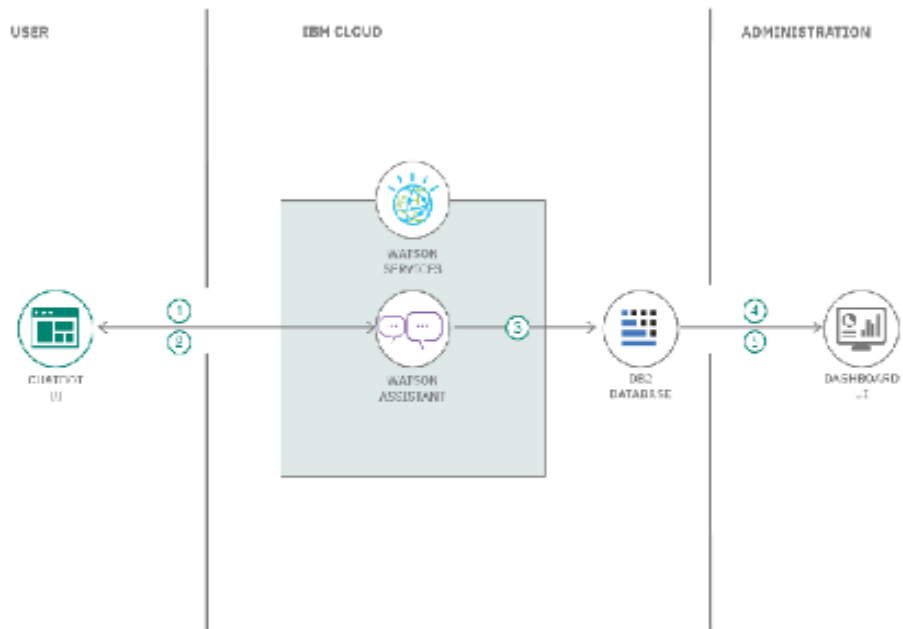 USER
IBM CLOUD
ADMINISTRATION
WATSON
SERVICES
1
2
3
4
5
CHATBOT
UI
WATSON
ASSISTANT
DB2
DATABASE
DASHBOARD
UI